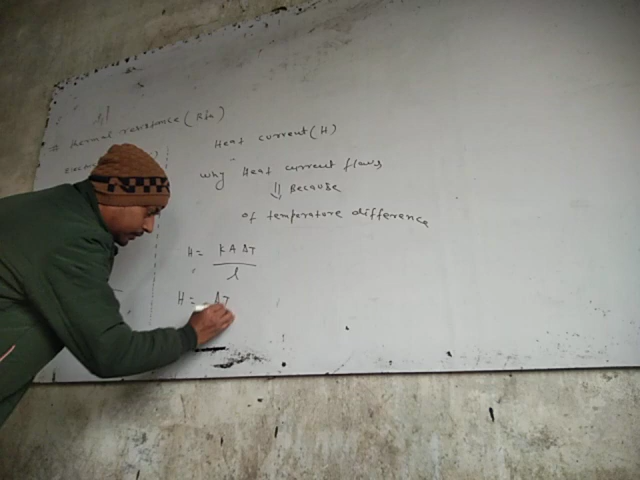 # thermal resistance (Rth)
Heat current (H)
why Heat current flows
⇓ Because
of temperature difference
H = KAΔT
l
H = ΔT